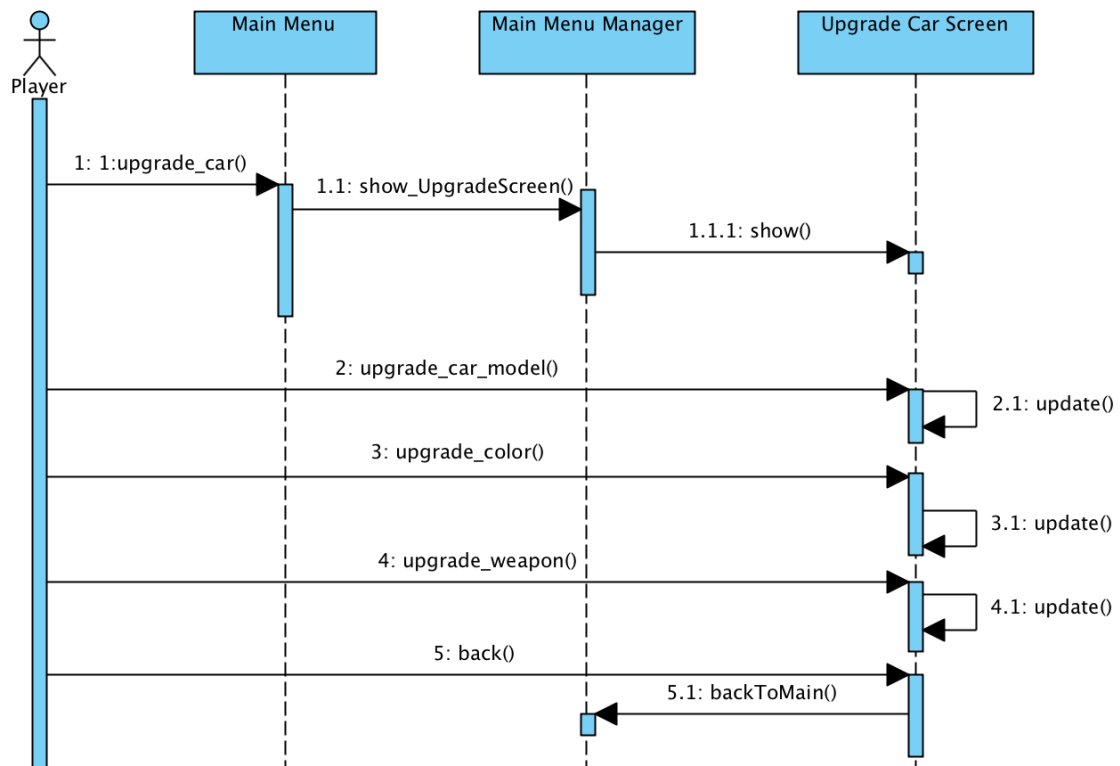 Main Menu
Main Menu Manager
Upgrade Car Screen
Player
1: 1:upgrade_car()
1.1: show_UpgradeScreen()
1.1.1: show()
2: upgrade_car_model()
2.1: update()
3: upgrade_color()
3.1: update()
4: upgrade_weapon()
4.1: update()
5: back()
5.1: backToMain()